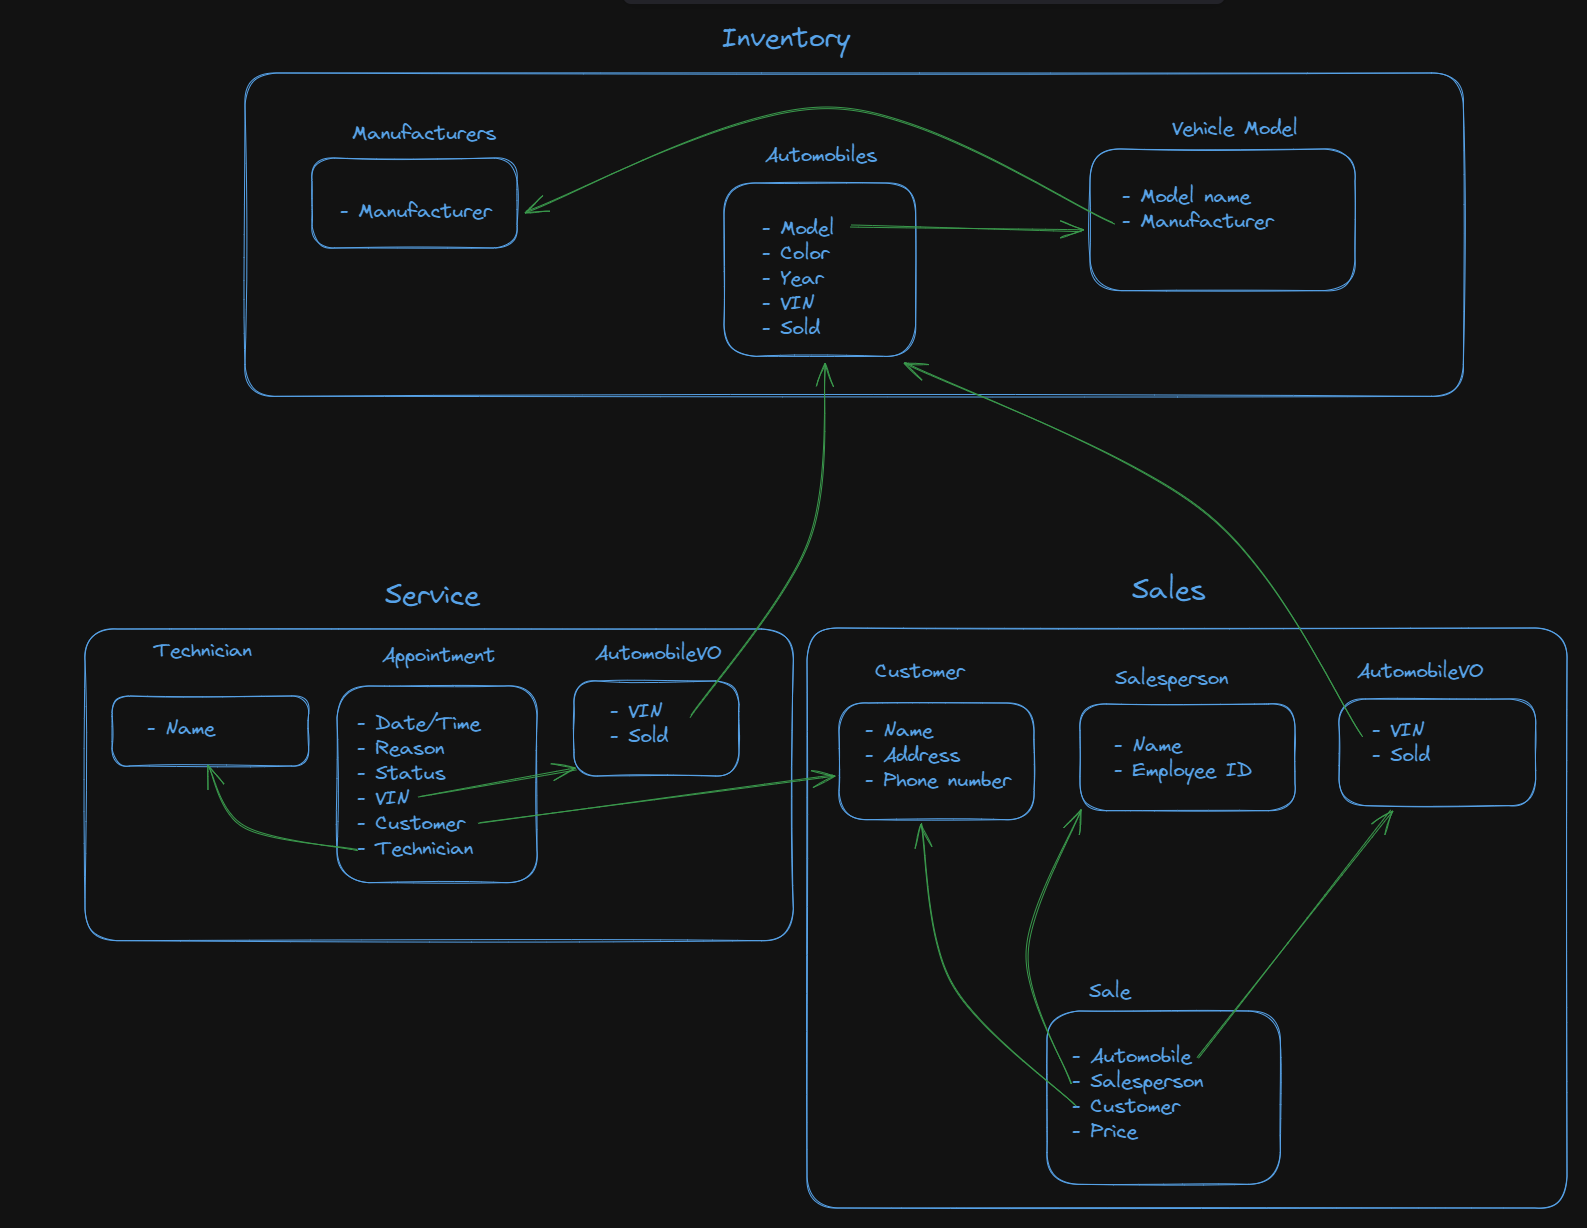 Inventory
Manufacturers
- Manufacturer
Automobiles
- Model
- Color
- Year
- VIN
- Sold
Vehicle Model
- Model name
- Manufacturer
Service
Technician
- Name
Appointment
- Date/Time
- Reason
- Status
- VIN
- Customer
- Technician
AutomobileVO
- VIN
- Sold
Sales
Customer
- Name
- Address
- Phone number
Salesperson
- Name
- Employee ID
AutomobileVO
- VIN
- Sold
Sale
- Automobile
- Salesperson
- Customer
- Price